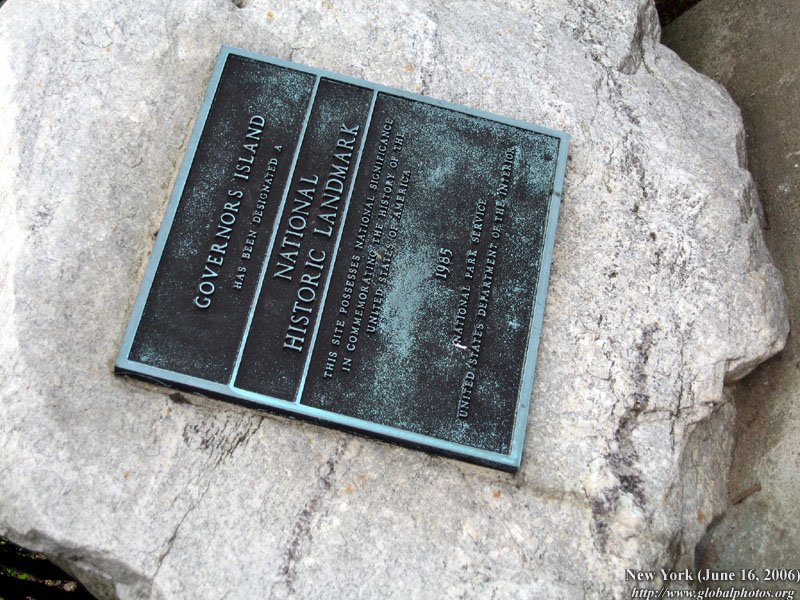 GOVERNORS ISLAND
HAS BEEN DESIGNATED A
NATIONAL
HISTORIC LANDMARK
THIS SITE POSSESSES NATIONAL SIGNIFICANCE
IN COMMEMORATING THE HISTORY OF THE
UNITED STATES OF AMERICA
1985
NATIONAL PARK SERVICE
UNITED STATES DEPARTMENT OF THE INTERIOR
New York (June 16, 2006)
http://www.globalphotos.org